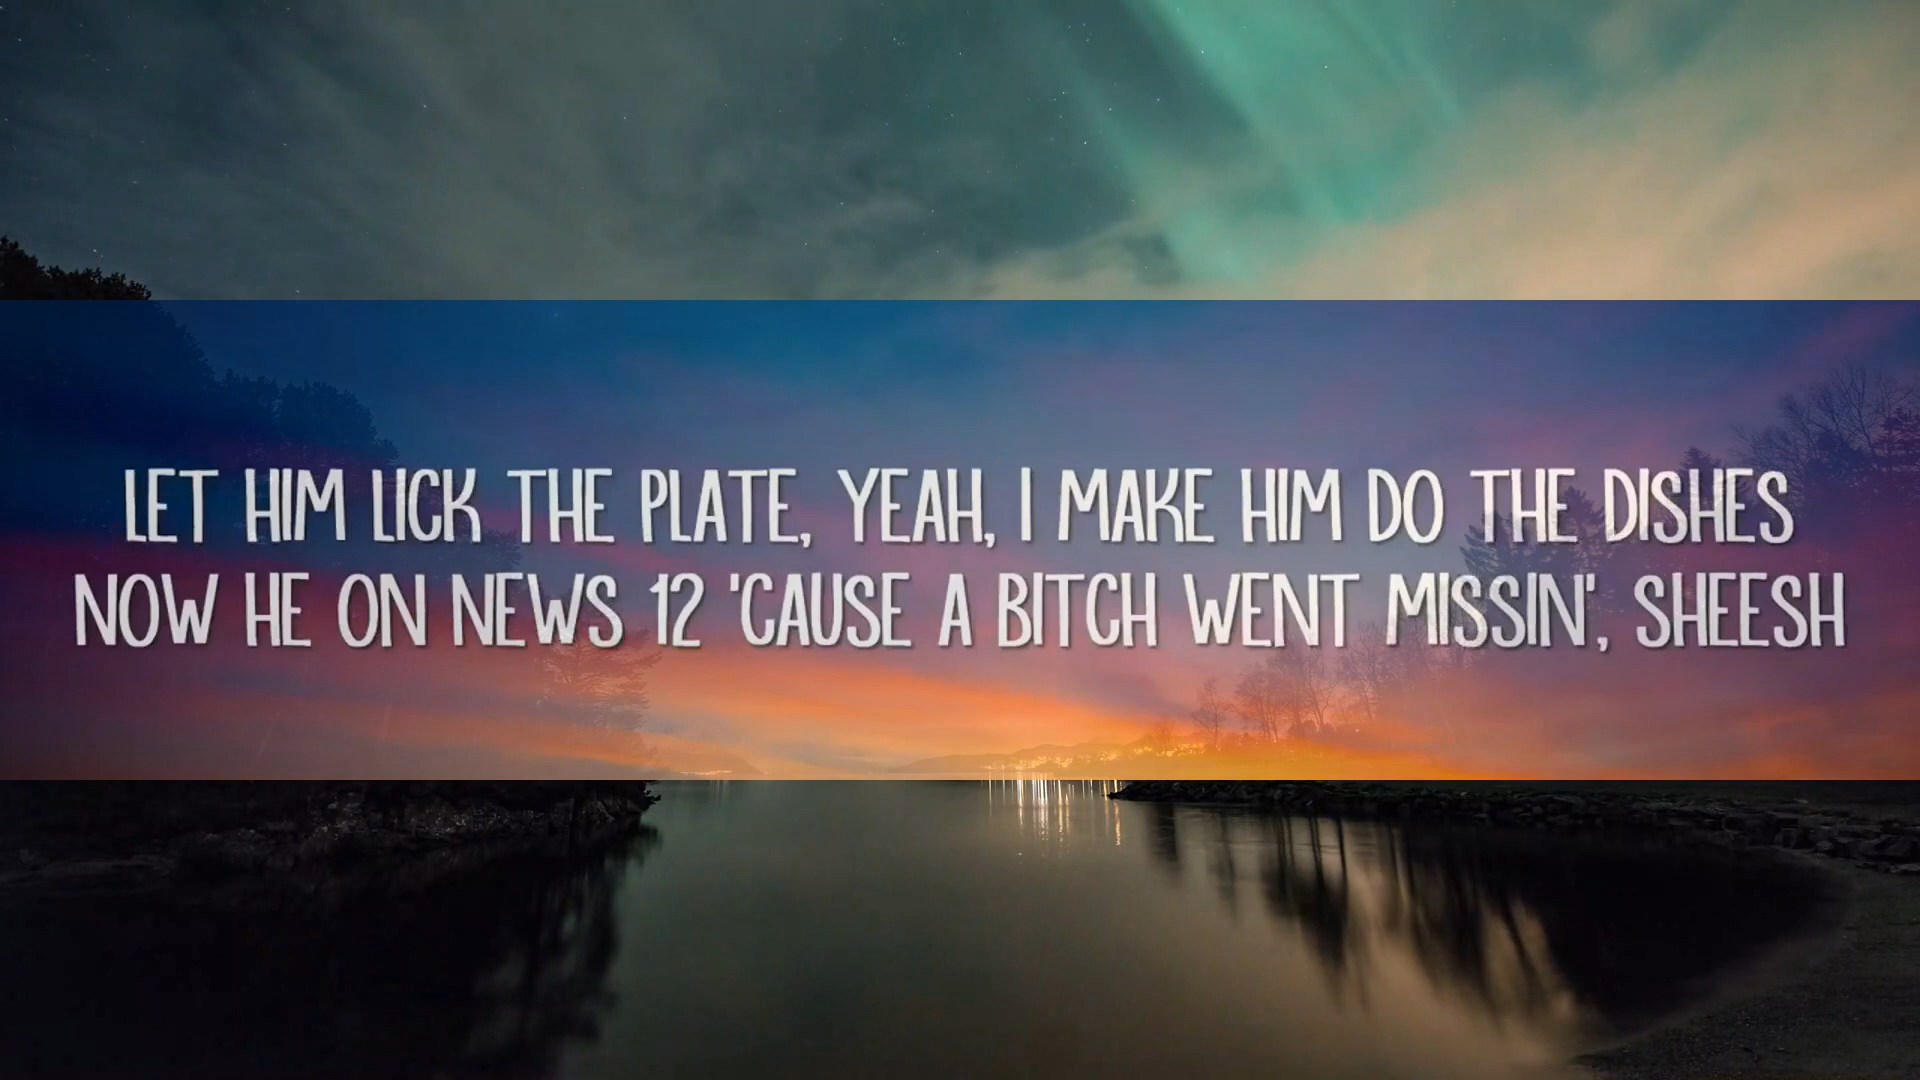 LET HIM LICK THE PLATE, YEAH, I MAKE HIM DO THE DISHES
NOW HE ON NEWS 12 'CAUSE A BITCH WENT MISSIN', SHEESH